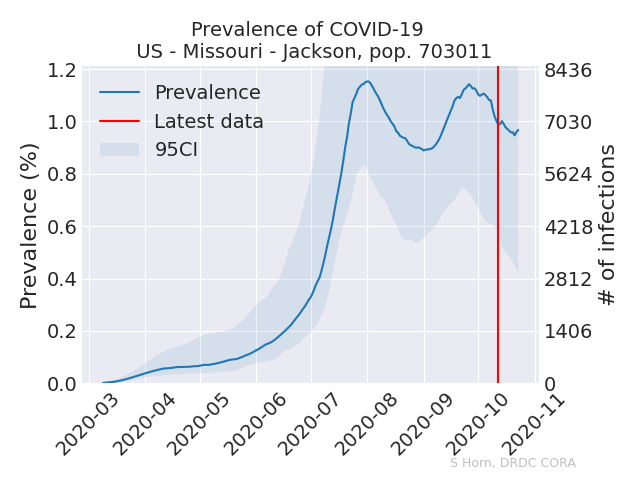 Prevalence of COVID-19
US - Missouri - Jackson, pop. 703011
Prevalence (%)
1.2
1.0
0.8
0.6
0.4
0.2
0.0
Prevalence
Latest data
95CI
8436
7030
5624
4218
2812
1406
0
# of infections
2020-03
2020-04
2020-05
2020-06
2020-07
2020-08
2020-09
2020-10
2020-11
S Horn, DRDC CORA